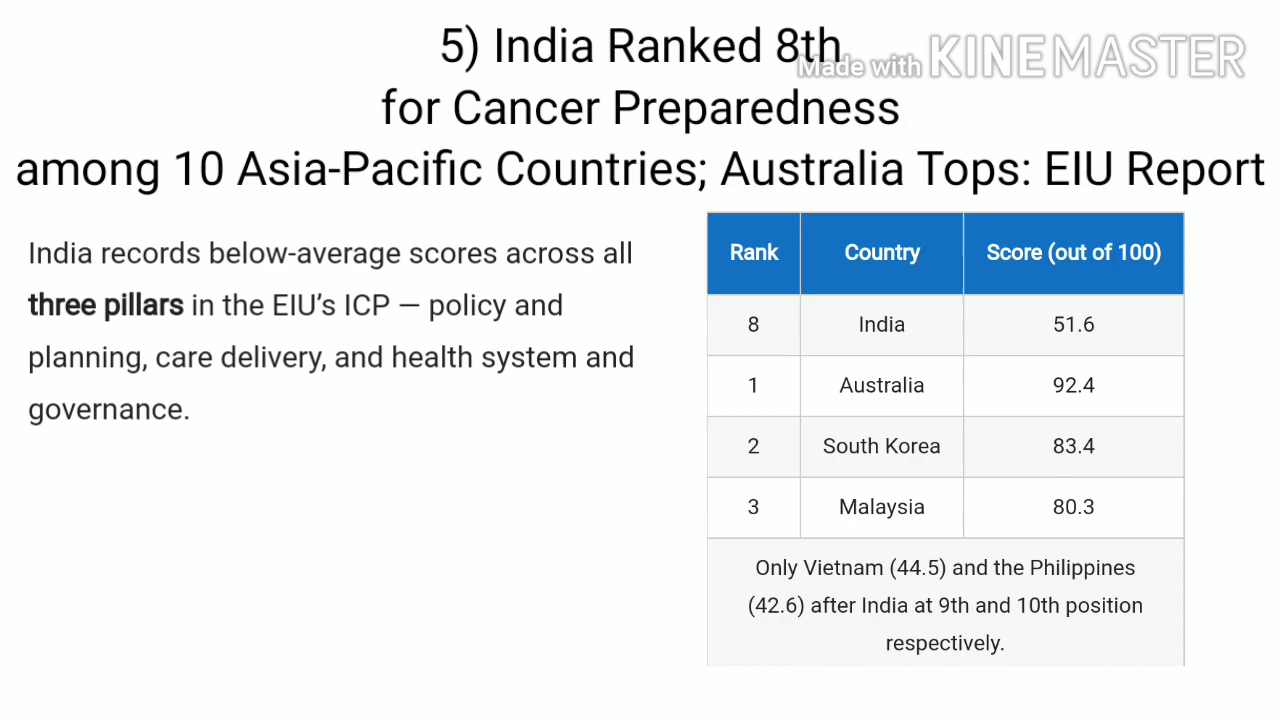 5) India Ranked 8th
Made with KINEMASTER
for Cancer Preparedness
among 10 Asia-Pacific Countries; Australia Tops: EIU Report
India records below-average scores across all
three pillars in the EIU’s ICP — policy and
planning, care delivery, and health system and
governance.
Rank Country Score (out of 100)
8 India 51.6
1 Australia 92.4
2 South Korea 83.4
3 Malaysia 80.3
Only Vietnam (44.5) and the Philippines
(42.6) after India at 9th and 10th position
respectively.